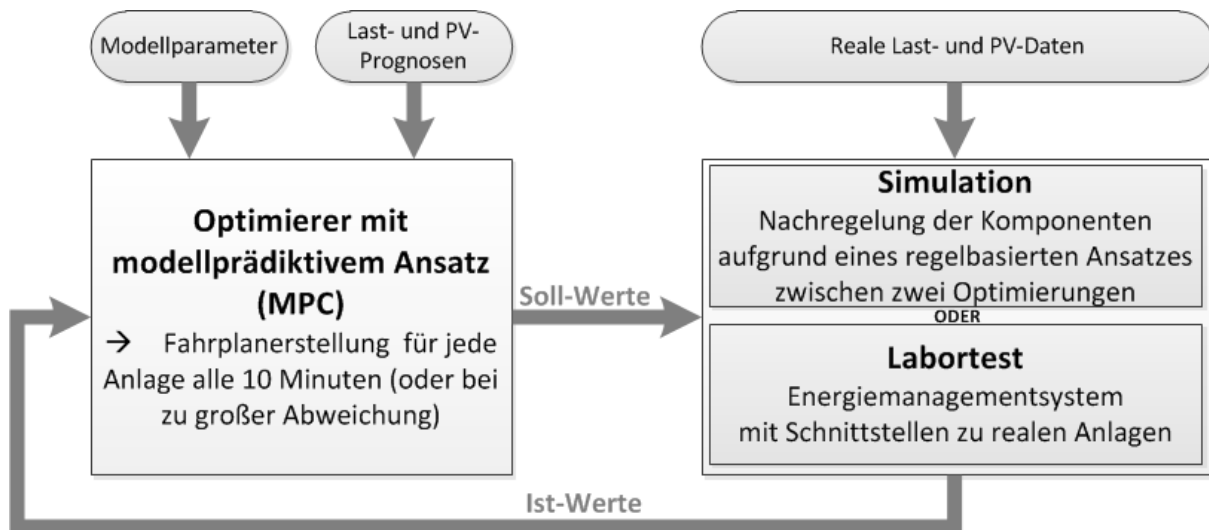 Modellparameter
Last- und PV-
Prognosen
Reale Last- und PV-Daten
Optimierer mit
modellprädiktivem Ansatz
(MPC)
→ Fahrplanerstellung für jede
Anlage alle 10 Minuten (oder bei
zu großer Abweichung)
Soll-Werte
Simulation
Nachregelung der Komponenten
aufgrund eines regelbasierten Ansatzes
zwischen zwei Optimierungen
ODER
Labortest
Energiemanagementsystem
mit Schnittstellen zu realen Anlagen
Ist-Werte